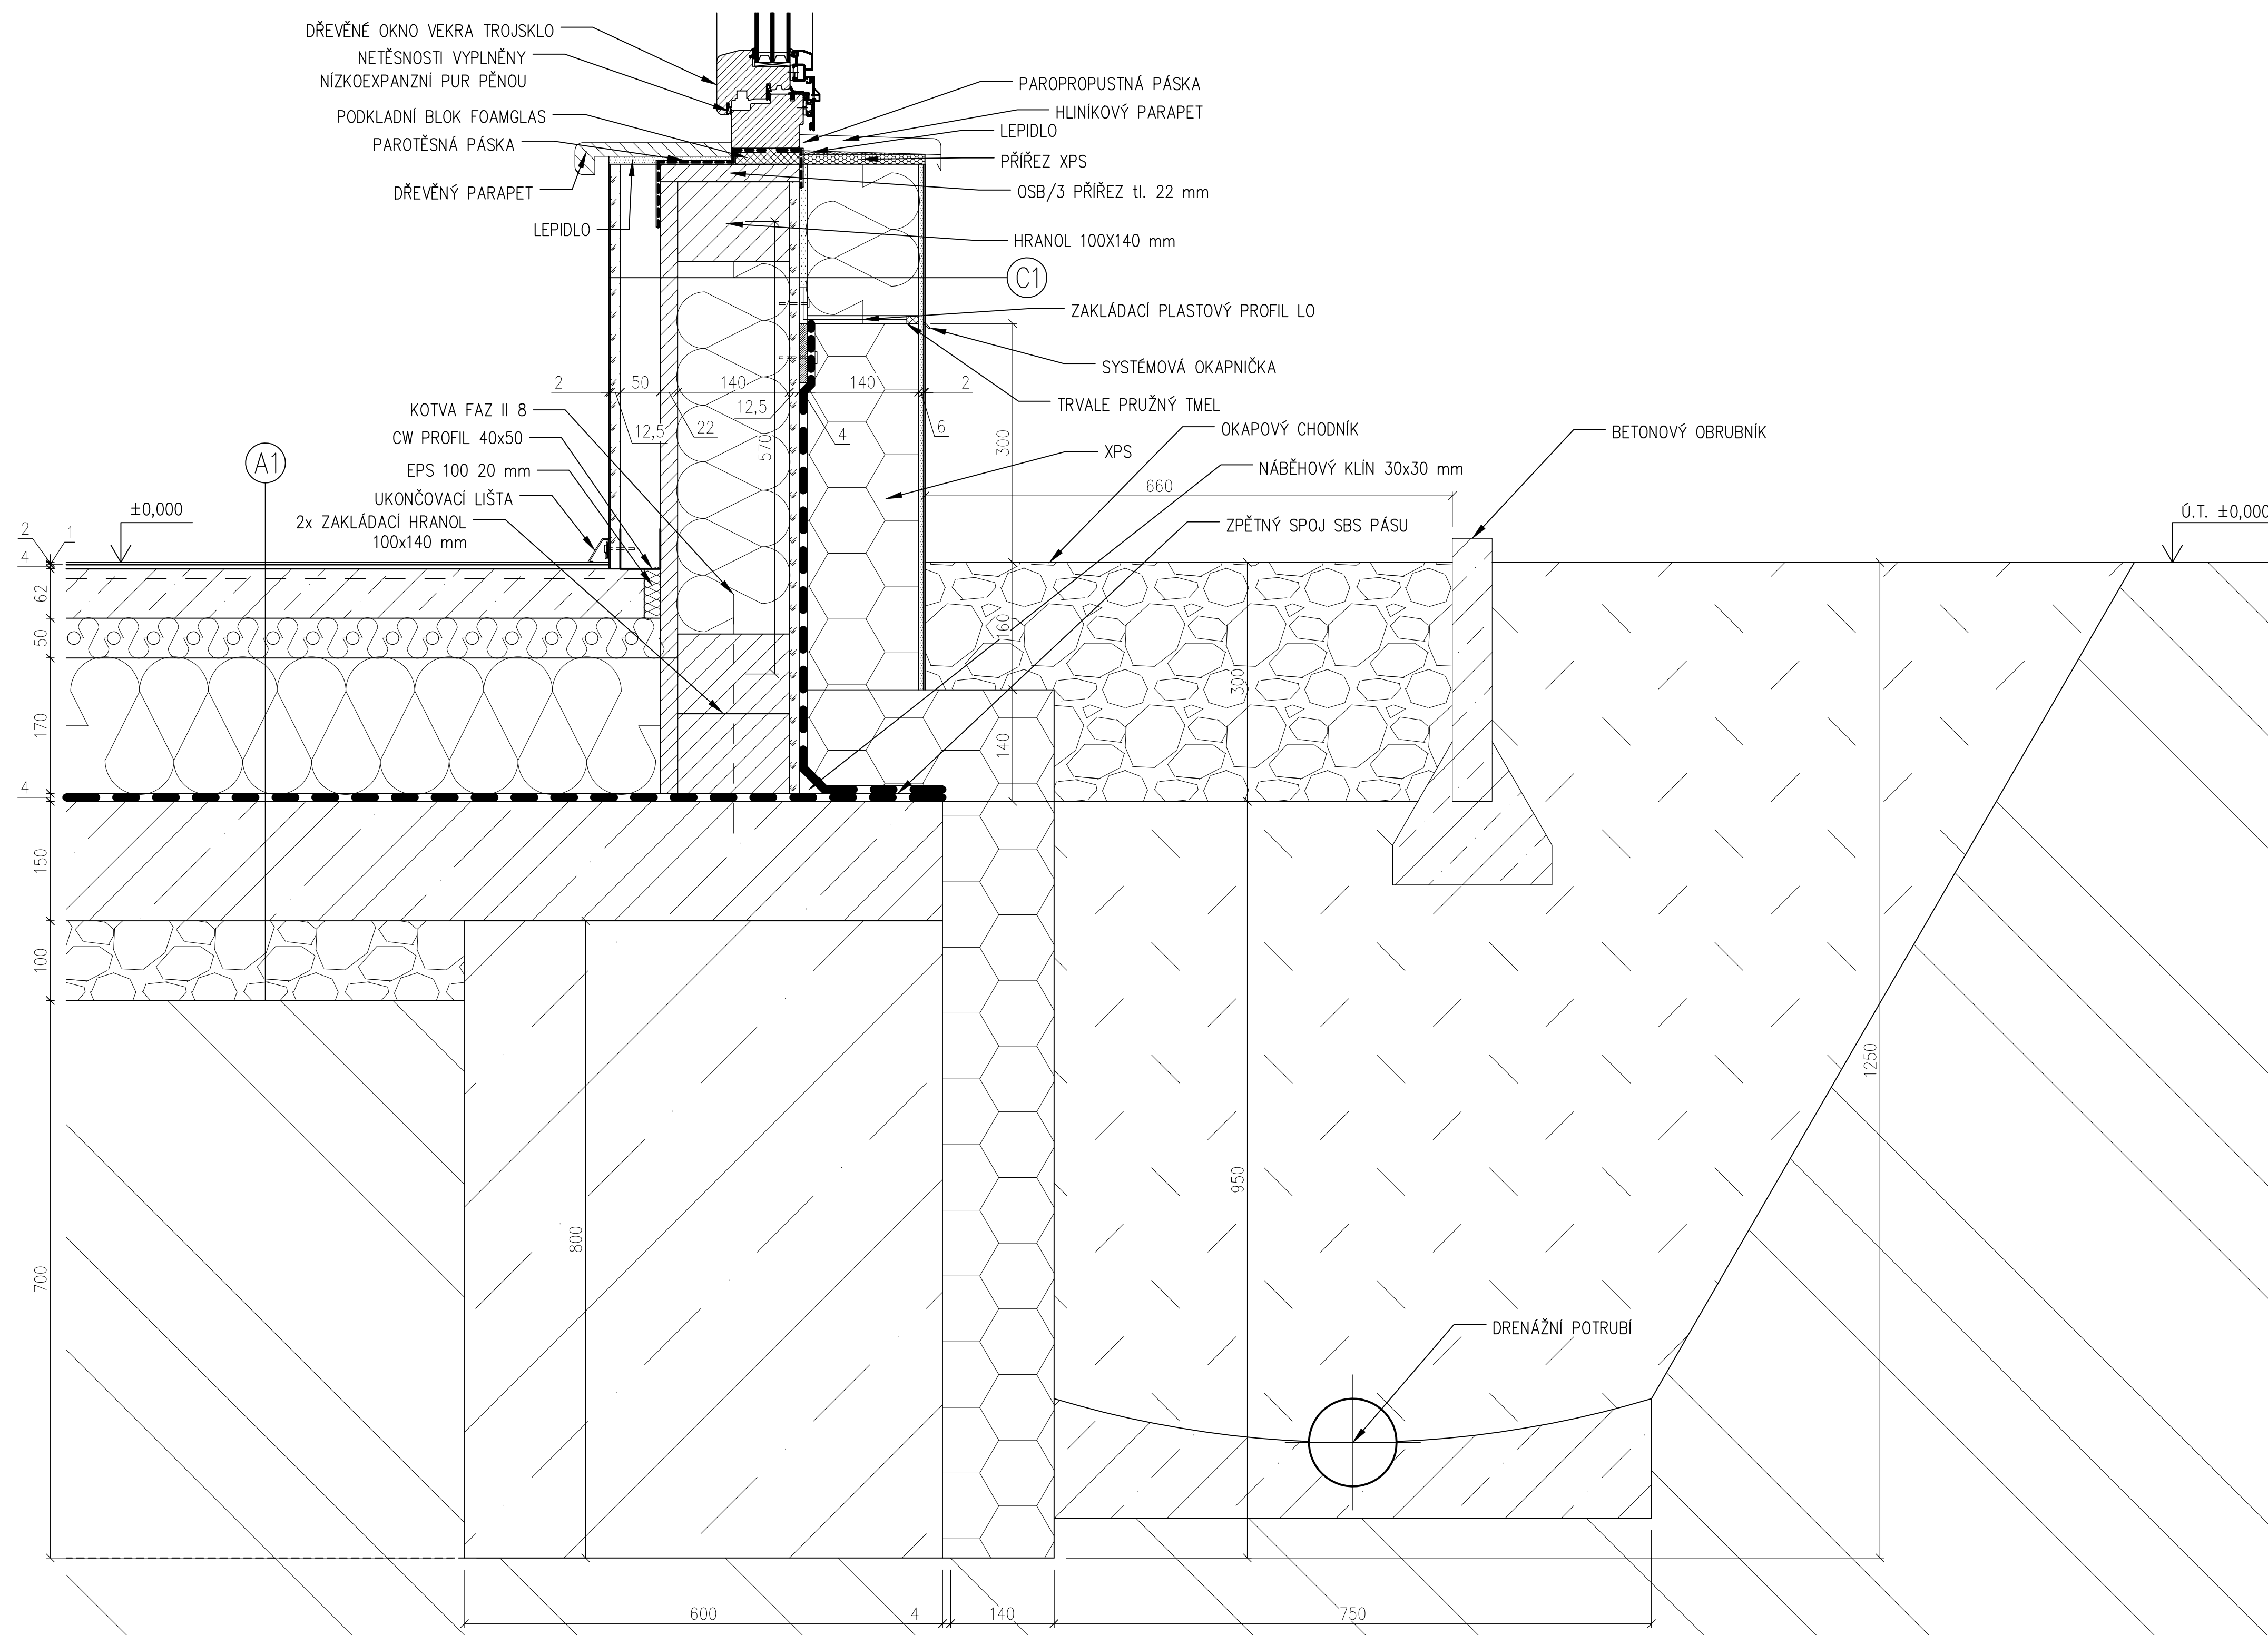 DŘEVĚNÉ OKNO VEKRA TROJSKLO
NETĚSNOSTI VYPLNĚNY
NÍZKOEXPANZNÍ PUR PĚNOU
PODKLADNÍ BLOK FOAMGLAS
PAROTĚSNÁ PÁSKA
DŘEVĚNÝ PARAPET
LEPIDLO
PAROPROPUSTNÁ PÁSKA
HLINÍKOVÝ PARAPET
LEPIDLO
PŘÍŘEZ XPS
OSB/3 PŘÍŘEZ tl. 22 mm
HRANOL 100X140 mm
C1
ZAKLÁDACÍ PLASTOVÝ PROFIL LO
SYSTÉMOVÁ OKAPNIČKA
TRVALE PRUŽNÝ TMEL
OKAPOVÝ CHODNÍK
BETONOVÝ OBRUBNÍK
XPS
NÁBĚHOVÝ KLÍN 30x30 mm
ZPĚTNÝ SPOJ SBS PÁSU
2
50
140
140
2
12,5
22
12,5
4
6
570
300
660
KOTVA FAZ II 8
CW PROFIL 40x50
EPS 100 20 mm
UKONČOVACÍ LIŠTA
2x ZAKLÁDACÍ HRANOL
100x140 mm
A1
±0,000
Ú.T. ±0,000
2
1
4
62
50
170
4
150
100
700
160
140
300
950
1250
800
DRENÁŽNÍ POTRUBÍ
600
4
140
750